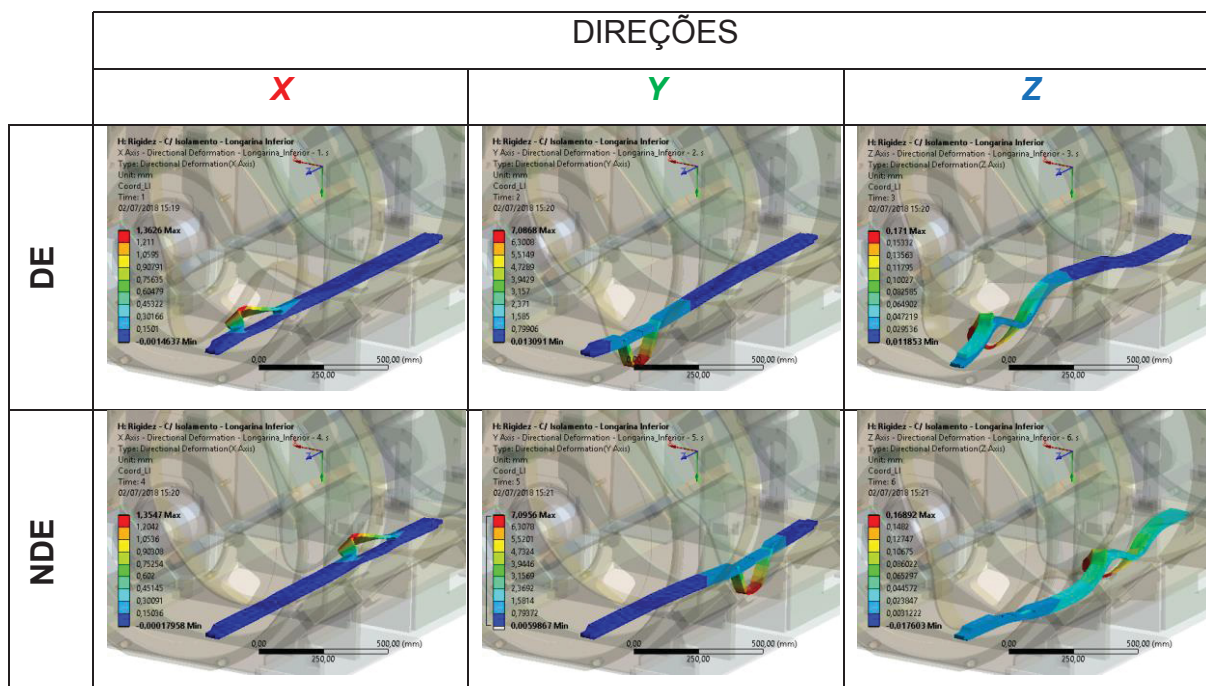 DIREÇÕES
X
Y
Z
DE
H: Rigidez - C/ Isolamento - Longarina Inferior
X Axis - Directional Deformation - Longarina_Inferior - 1. s
Type: Directional Deformation(X Axis)
Unit: mm
Coord_LI
Time: 1
02/07/2018 15:19
1,3626 Max
1,211
1,0595
0,90791
0,75635
0,60479
0,45322
0,30166
0,1501
-0,0014637 Min
0,00
500,00 (mm)
250,00
H: Rigidez - C/ Isolamento - Longarina Inferior
Y Axis - Directional Deformation - Longarina_Inferior - 2. s
Type: Directional Deformation(Y Axis)
Unit: mm
Coord_LI
Time: 2
02/07/2018 15:20
7,0868 Max
6,3008
5,5149
4,7289
3,9429
3,157
2,371
1,585
0,79906
0,013091 Min
0,00
500,00 (mm)
250,00
H: Rigidez - C/ Isolamento - Longarina Inferior
Z Axis - Directional Deformation - Longarina_Inferior - 3. s
Type: Directional Deformation(Z Axis)
Unit: mm
Coord_LI
Time: 3
02/07/2018 15:20
0,171 Max
0,15332
0,13563
0,11795
0,10027
0,082585
0,064902
0,047219
0,029536
0,011853 Min
0,00
500,00 (mm)
250,00
NDE
H: Rigidez - C/ Isolamento - Longarina Inferior
X Axis - Directional Deformation - Longarina_Inferior - 4. s
Type: Directional Deformation(X Axis)
Unit: mm
Coord_LI
Time: 4
02/07/2018 15:20
1,3547 Max
1,2042
1,0536
0,90308
0,75254
0,602
0,45145
0,30091
0,15036
-0,00017958 Min
0,00
500,00 (mm)
250,00
H: Rigidez - C/ Isolamento - Longarina Inferior
Y Axis - Directional Deformation - Longarina_Inferior - 5. s
Type: Directional Deformation(Y Axis)
Unit: mm
Coord_LI
Time: 5
02/07/2018 15:21
7,0956 Max
6,3078
5,5201
4,7324
3,9446
3,1569
2,3692
1,5814
0,79372
0,0059867 Min
0,00
500,00 (mm)
250,00
H: Rigidez - C/ Isolamento - Longarina Inferior
Z Axis - Directional Deformation - Longarina_Inferior - 6. s
Type: Directional Deformation(Z Axis)
Unit: mm
Coord_LI
Time: 6
02/07/2018 15:21
0,16892 Max
0,1482
0,12747
0,10675
0,086022
0,065297
0,044572
0,023847
0,0031222
-0,017603 Min
0,00
500,00 (mm)
250,00